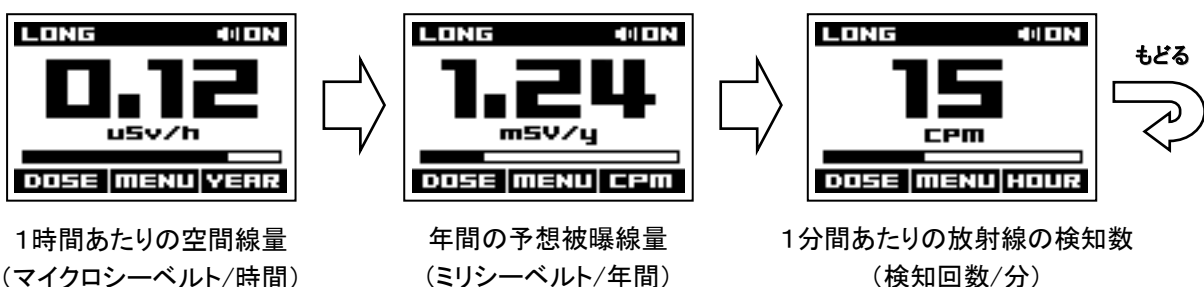 LONG ON
0.12
uSv/h
DOSE MENU YEAR
1時間あたりの空間線量
(マイクロシーベルト/時間)
LONG ON
1.24
mSV/y
DOSE MENU CPM
年間の予想被曝線量
(ミリシーベルト/年間)
LONG ON
15
CPM
DOSE MENU HOUR
1分間あたりの放射線の検知数
(検知回数/分)
もどる